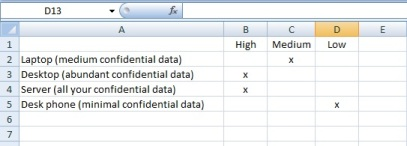 D13 fx
A B C D E
1 High Medium Low
2 Laptop (medium confidential data) x
3 Desktop (abundant confidential data) x
4 Server (all your confidential data) x
5 Desk phone (minimal confidential data) x
6
7